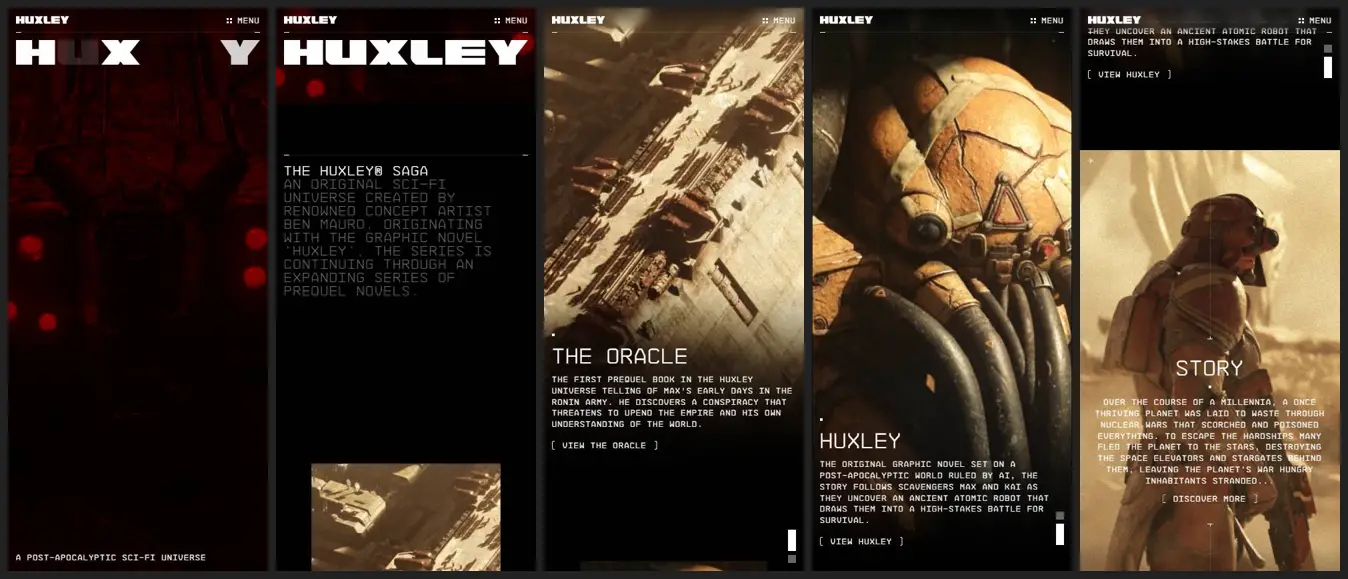 HUXLEY
MENU
HUX Y
A POST-APOCALYPTIC SCI-FI UNIVERSE
HUXLEY
MENU
HUXLEY
THE HUXLEY® SAGA
AN ORIGINAL SCI-FI
UNIVERSE CREATED BY
RENOWNED CONCEPT ARTIST
BEN MAURO. ORIGINATING
WITH THE GRAPHIC NOVEL
'HUXLEY'. THE SERIES IS
CONTINUING THROUGH AN
EXPANDING SERIES OF
PREQUEL NOVELS.
HUXLEY
MENU
THE ORACLE
THE FIRST PREQUEL BOOK IN THE HUXLEY
UNIVERSE TELLING OF MAX'S EARLY DAYS IN THE
RONIN ARMY. HE DISCOVERS A CONSPIRACY THAT
THREATENS TO UPEND THE EMPIRE AND HIS OWN
UNDERSTANDING OF THE WORLD.
[ VIEW THE ORACLE ]
HUXLEY
MENU
HUXLEY
THE ORIGINAL GRAPHIC NOVEL SET ON A
POST-APOCALYPTIC WORLD RULED BY AI, THE
STORY FOLLOWS SCAVENGERS MAX AND KAI AS
THEY UNCOVER AN ANCIENT ATOMIC ROBOT THAT
DRAWS THEM INTO A HIGH-STAKES BATTLE FOR
SURVIVAL.
[ VIEW HUXLEY ]
HUXLEY
MENU
THEY UNCOVER AN ANCIENT ATOMIC ROBOT THAT
DRAWS THEM INTO A HIGH-STAKES BATTLE FOR
SURVIVAL.
[ VIEW HUXLEY ]
STORY
OVER THE COURSE OF A MILLENNIA, A ONCE
THRIVING PLANET WAS LAID TO WASTE THROUGH
NUCLEAR WARS THAT SCORCHED AND POISONED
EVERYTHING. TO ESCAPE THE HARDSHIPS MANY
FLED THE PLANET TO THE STARS, DESTROYING
THE SPACE ELEVATORS AND STARGATES BEHIND
THEM, LEAVING THE PLANET'S WAR HUNGRY
INHABITANTS STRANDED...
[ DISCOVER MORE ]